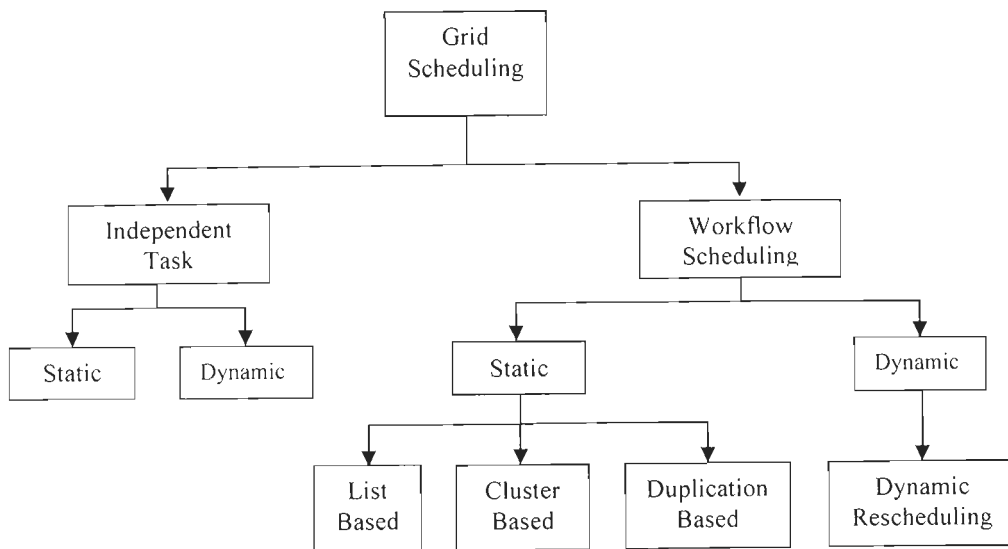 Grid
Scheduling
Independent
Task
Workflow
Scheduling
Static
Dynamic
Static
Dynamic
List
Based
Cluster
Based
Duplication
Based
Dynamic
Rescheduling